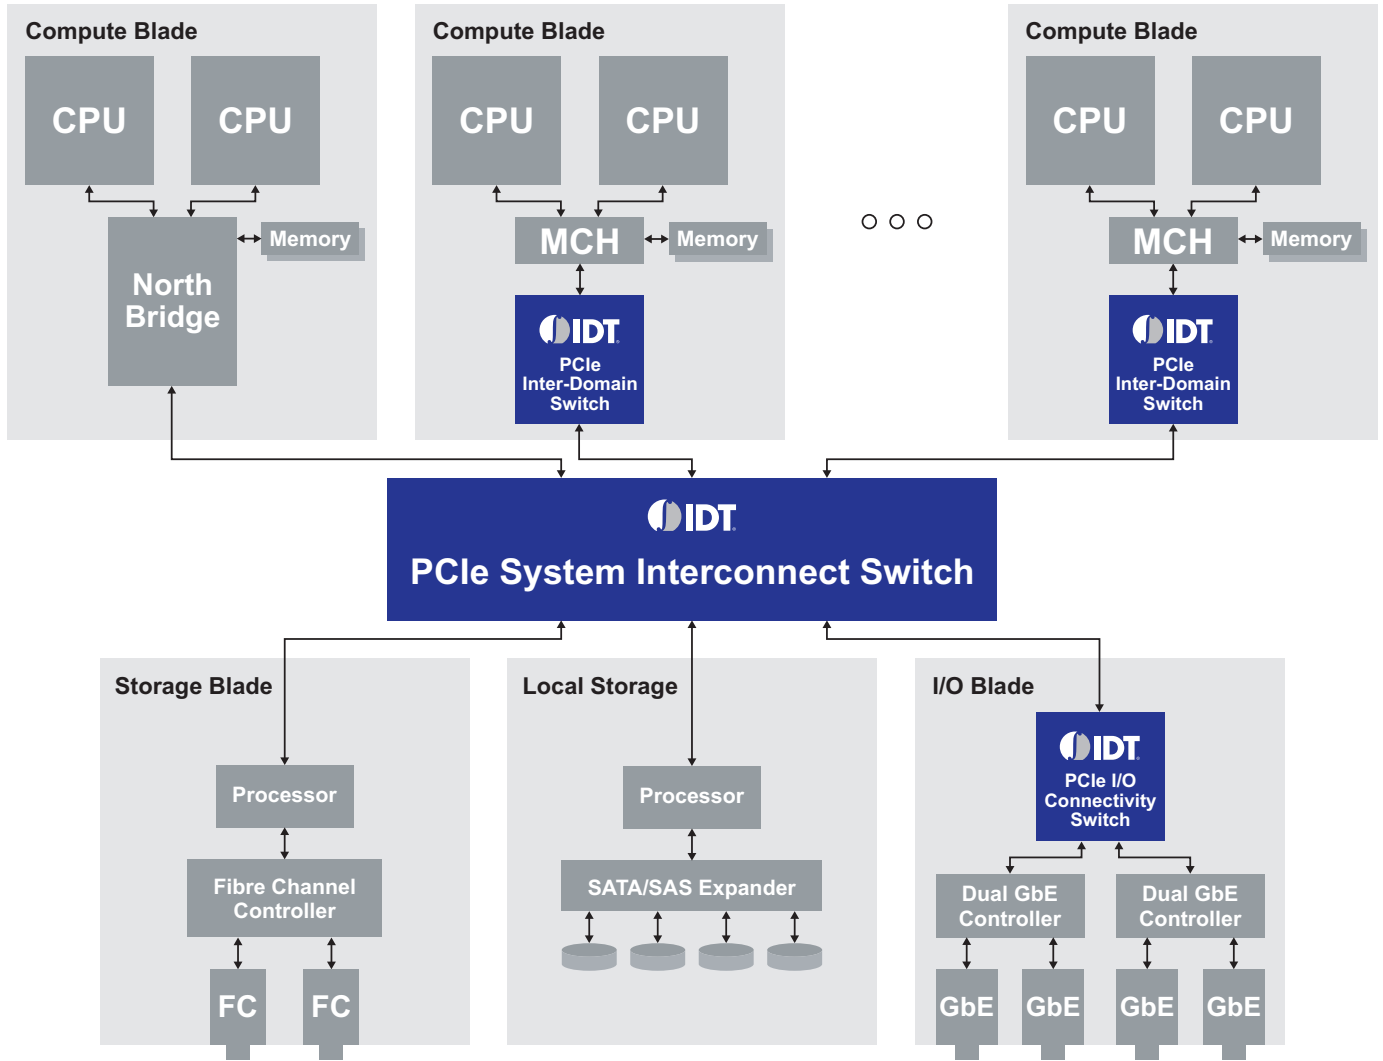 Compute Blade
CPU
CPU
North
Bridge
Memory
Compute Blade
CPU
CPU
MCH
Memory
IDT
PCIe
Inter-Domain
Switch
Compute Blade
CPU
CPU
MCH
Memory
IDT
PCIe
Inter-Domain
Switch
IDT
PCIe System Interconnect Switch
Storage Blade
Processor
Fibre Channel
Controller
FC
FC
Local Storage
Processor
SATA/SAS Expander
I/O Blade
IDT
PCIe I/O
Connectivity
Switch
Dual GbE
Controller
Dual GbE
Controller
GbE
GbE
GbE
GbE